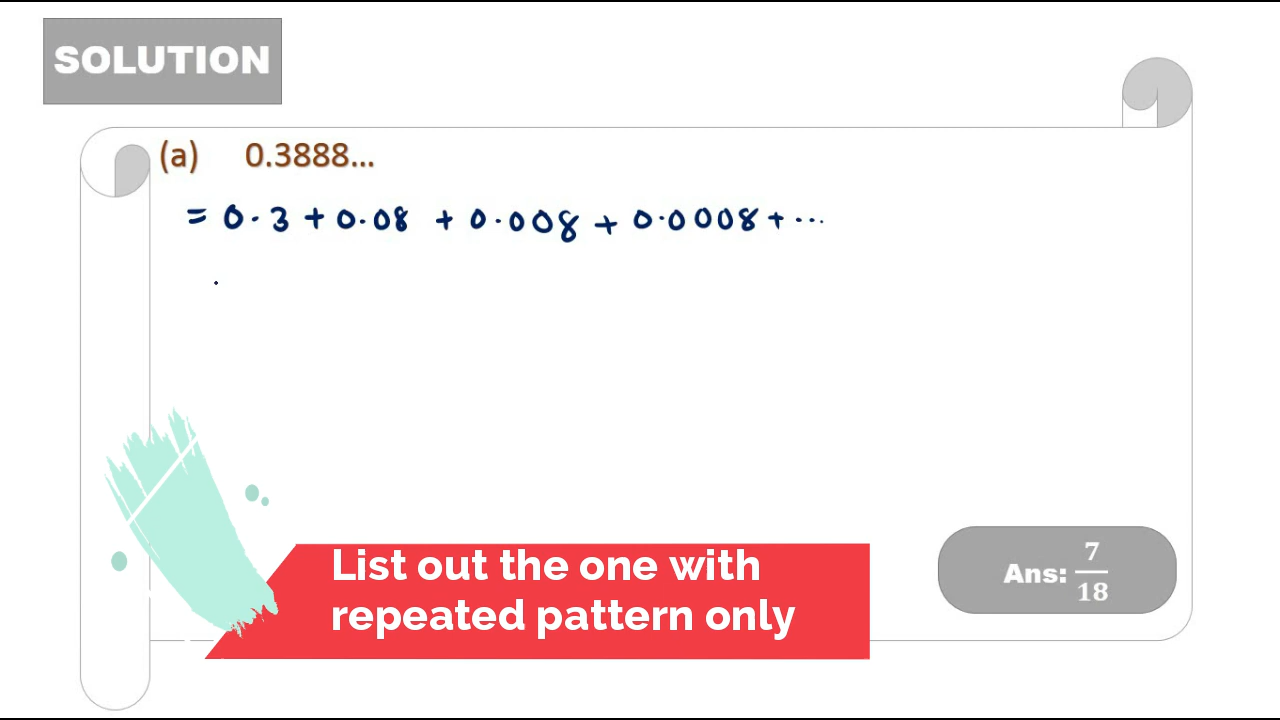 SOLUTION
(a) 0.3888...
= 0.3 + 0.08 + 0.008 + 0.0008 + ...
List out the one with
repeated pattern only
Ans: 7/18